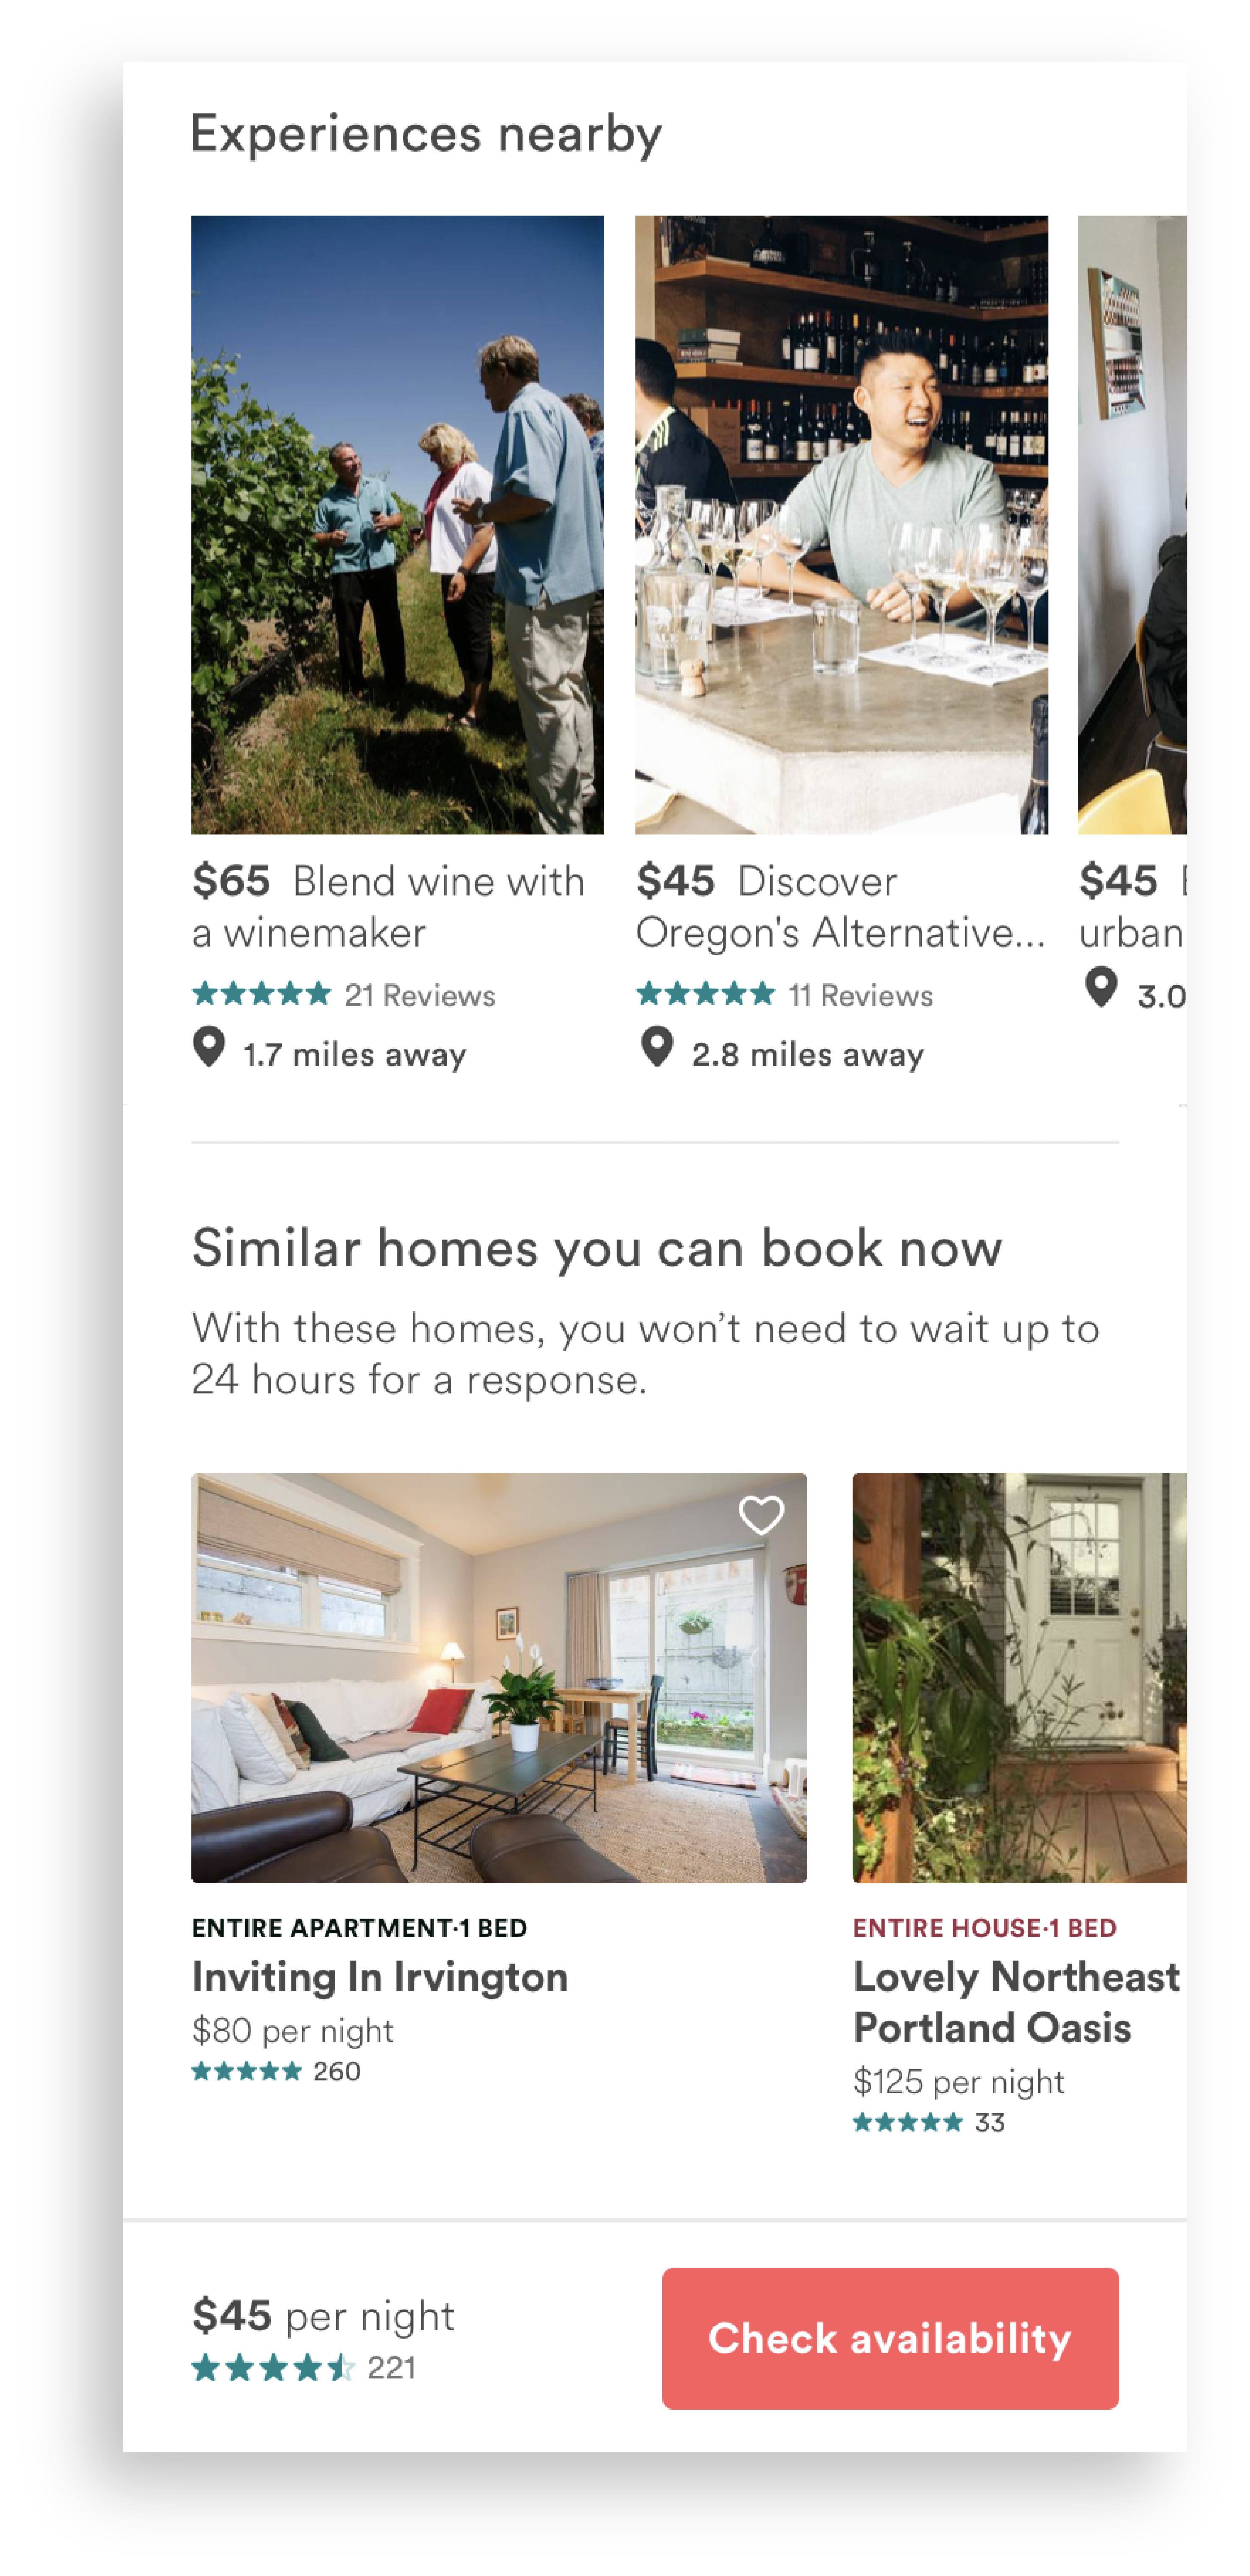 Experiences nearby
$65 Blend wine with
a winemaker
21 Reviews
1.7 miles away
$45 Discover
Oregon's Alternative...
11 Reviews
2.8 miles away
$45
urban
3.0
Similar homes you can book now
With these homes, you won’t need to wait up to
24 hours for a response.
ENTIRE APARTMENT·1 BED
Inviting In Irvington
$80 per night
260
ENTIRE HOUSE·1 BED
Lovely Northeast
Portland Oasis
$125 per night
33
$45 per night
221
Check availability